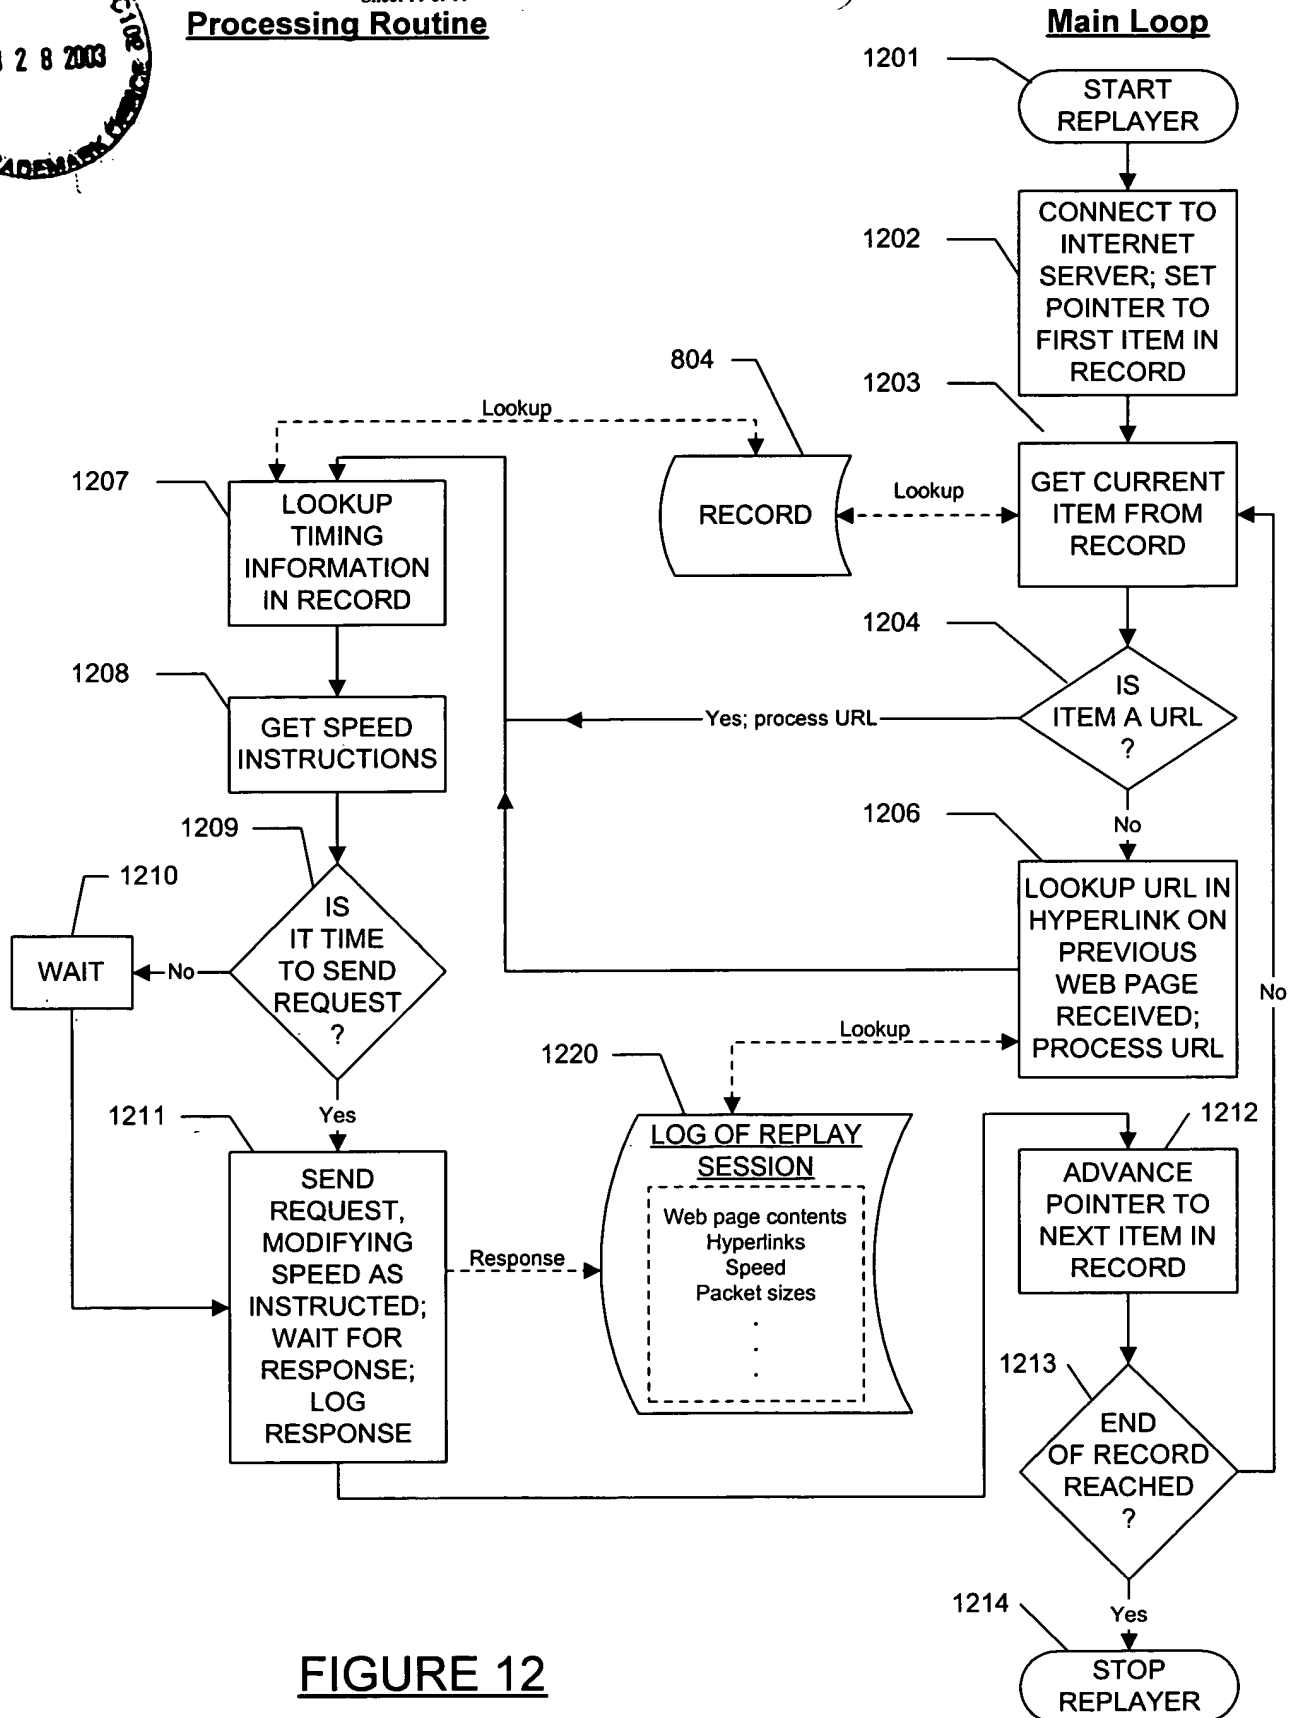 Processing Routine
Main Loop
2 8 2003
1201
START
REPLAYER
1202
CONNECT TO
INTERNET
SERVER; SET
POINTER TO
FIRST ITEM IN
RECORD
804
1203
Lookup
1207
LOOKUP
TIMING
INFORMATION
IN RECORD
RECORD
Lookup
GET CURRENT
ITEM FROM
RECORD
1204
1208
GET SPEED
INSTRUCTIONS
IS
ITEM A URL
?
Yes; process URL
No
1206
LOOKUP URL IN
HYPERLINK ON
PREVIOUS
WEB PAGE
RECEIVED;
PROCESS URL
1209
1210
IS
IT TIME
TO SEND
REQUEST
?
No
WAIT
No
Lookup
1220
Yes
1211
SEND
REQUEST,
MODIFYING
SPEED AS
INSTRUCTED;
WAIT FOR
RESPONSE;
LOG
RESPONSE
Response
LOG OF REPLAY
SESSION
Web page contents
Hyperlinks
Speed
Packet sizes
.
.
.
1212
ADVANCE
POINTER TO
NEXT ITEM IN
RECORD
1213
END
OF RECORD
REACHED
?
Yes
1214
STOP
REPLAYER
FIGURE 12